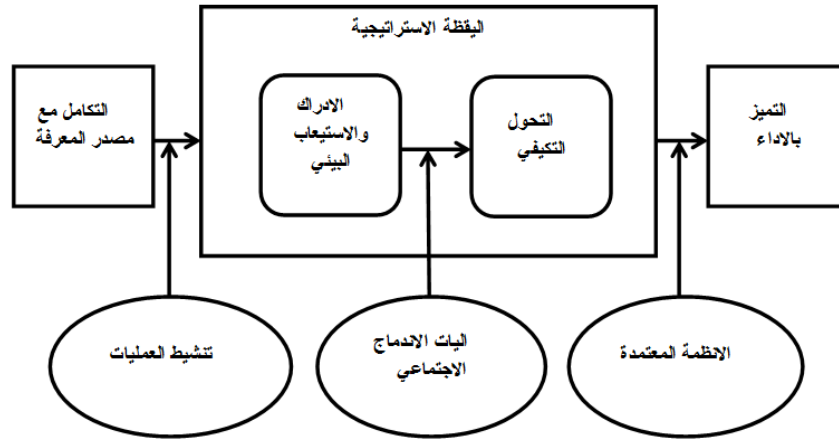 اليقظة الاستراتيجية
التكامل مع
مصدر المعرفة
الادراك
والاستيعاب
البيئي
التحول
التكيفي
التميز
بالاداء
تنشيط العمليات
اليات الاندماج
الاجتماعي
الانظمة المعتمدة